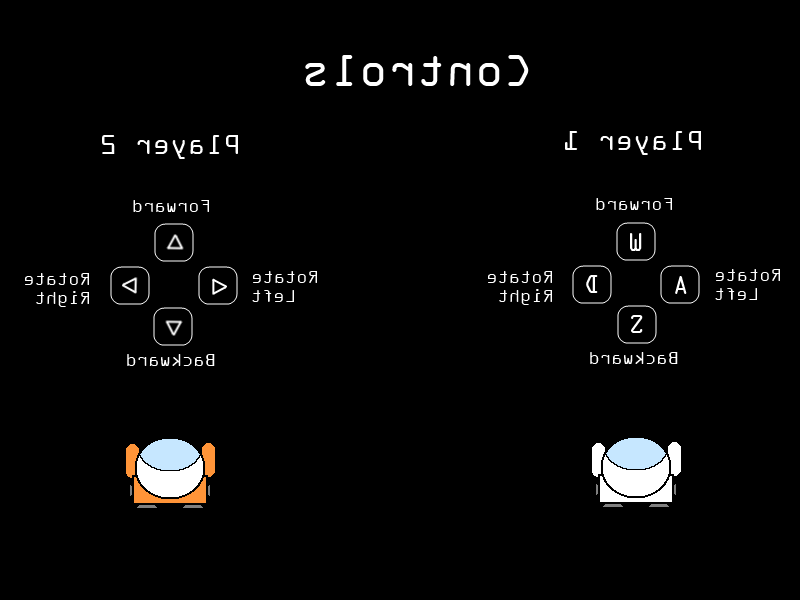 Controls
Player 1
Forward
W
Rotate
Left
A
D
Rotate
Right
S
Backward
Player 2
Forward
Rotate
Left
Rotate
Right
Backward